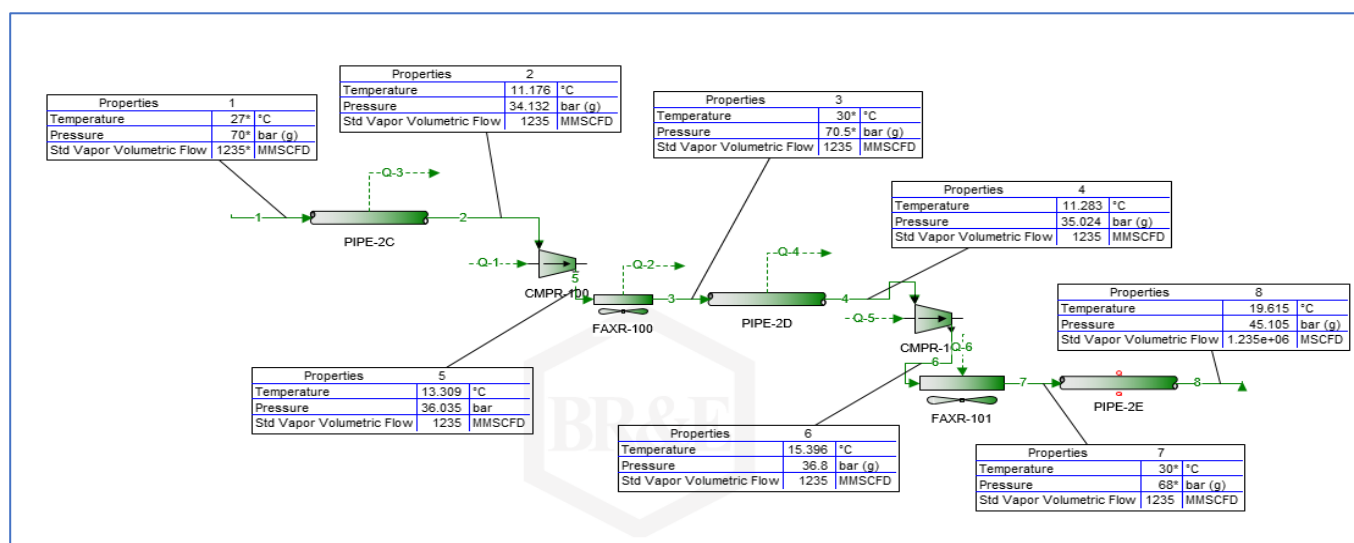 Properties 1
Temperature 27* °C
Pressure 70* bar (g)
Std Vapor Volumetric Flow 1235* MMSCFD
Properties 2
Temperature 11.176 °C
Pressure 34.132 bar (g)
Std Vapor Volumetric Flow 1235 MMSCFD
Properties 3
Temperature 30* °C
Pressure 70.5* bar (g)
Std Vapor Volumetric Flow 1235 MMSCFD
Properties 4
Temperature 11.283 °C
Pressure 35.024 bar (g)
Std Vapor Volumetric Flow 1235 MMSCFD
Q-3
1
PIPE-2C
2
Q-1
CMPR-100
5
Q-2
FAXR-100
3
Q-4
PIPE-2D
4
Q-5
CMPR-1
Q-6
6
FAXR-101
7
PIPE-2E
8
Properties 8
Temperature 19.615 °C
Pressure 45.105 bar (g)
Std Vapor Volumetric Flow 1.235e+06 MSCFD
Properties 5
Temperature 13.309 °C
Pressure 36.035 bar
Std Vapor Volumetric Flow 1235 MMSCFD
BR&E
Properties 6
Temperature 15.396 °C
Pressure 36.8 bar (g)
Std Vapor Volumetric Flow 1235 MMSCFD
Properties 7
Temperature 30* °C
Pressure 68* bar (g)
Std Vapor Volumetric Flow 1235 MMSCFD